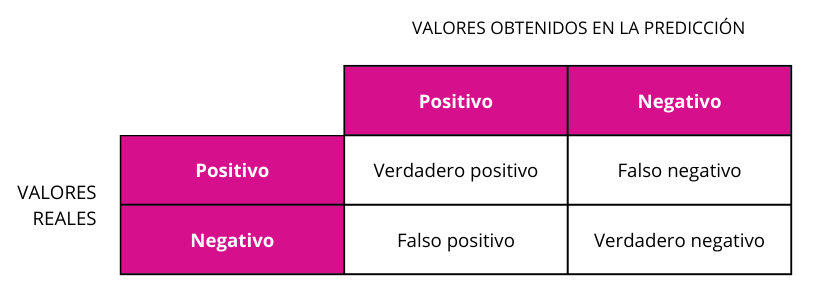 VALORES OBTENIDOS EN LA PREDICCIÓN
Positivo Negativo
Positivo Verdadero positivo Falso negativo
VALORES
REALES
Negativo Falso positivo Verdadero negativo